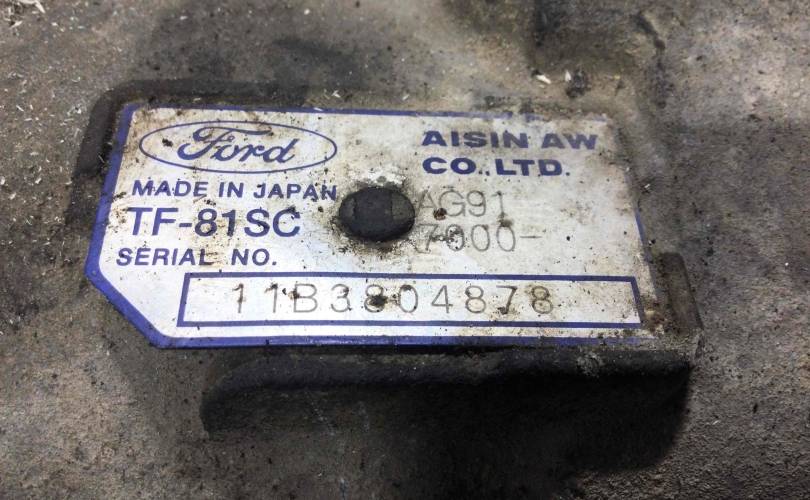 Ford
AISIN AW
CO.,LTD.
MADE IN JAPAN
AG91
TF-81SC
7000-
SERIAL NO.
11B3804878